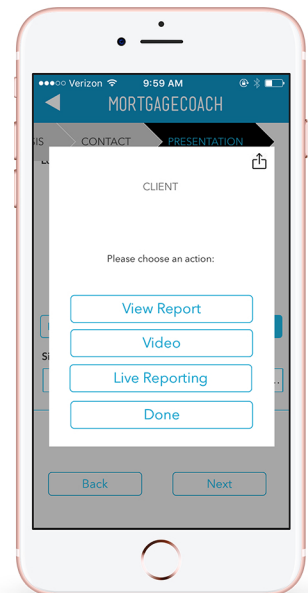 Verizon 9:59 AM
MORTGAGECOACH
CONTACT PRESENTATION
CLIENT
Please choose an action:
View Report
Video
Live Reporting
Done
Back Next